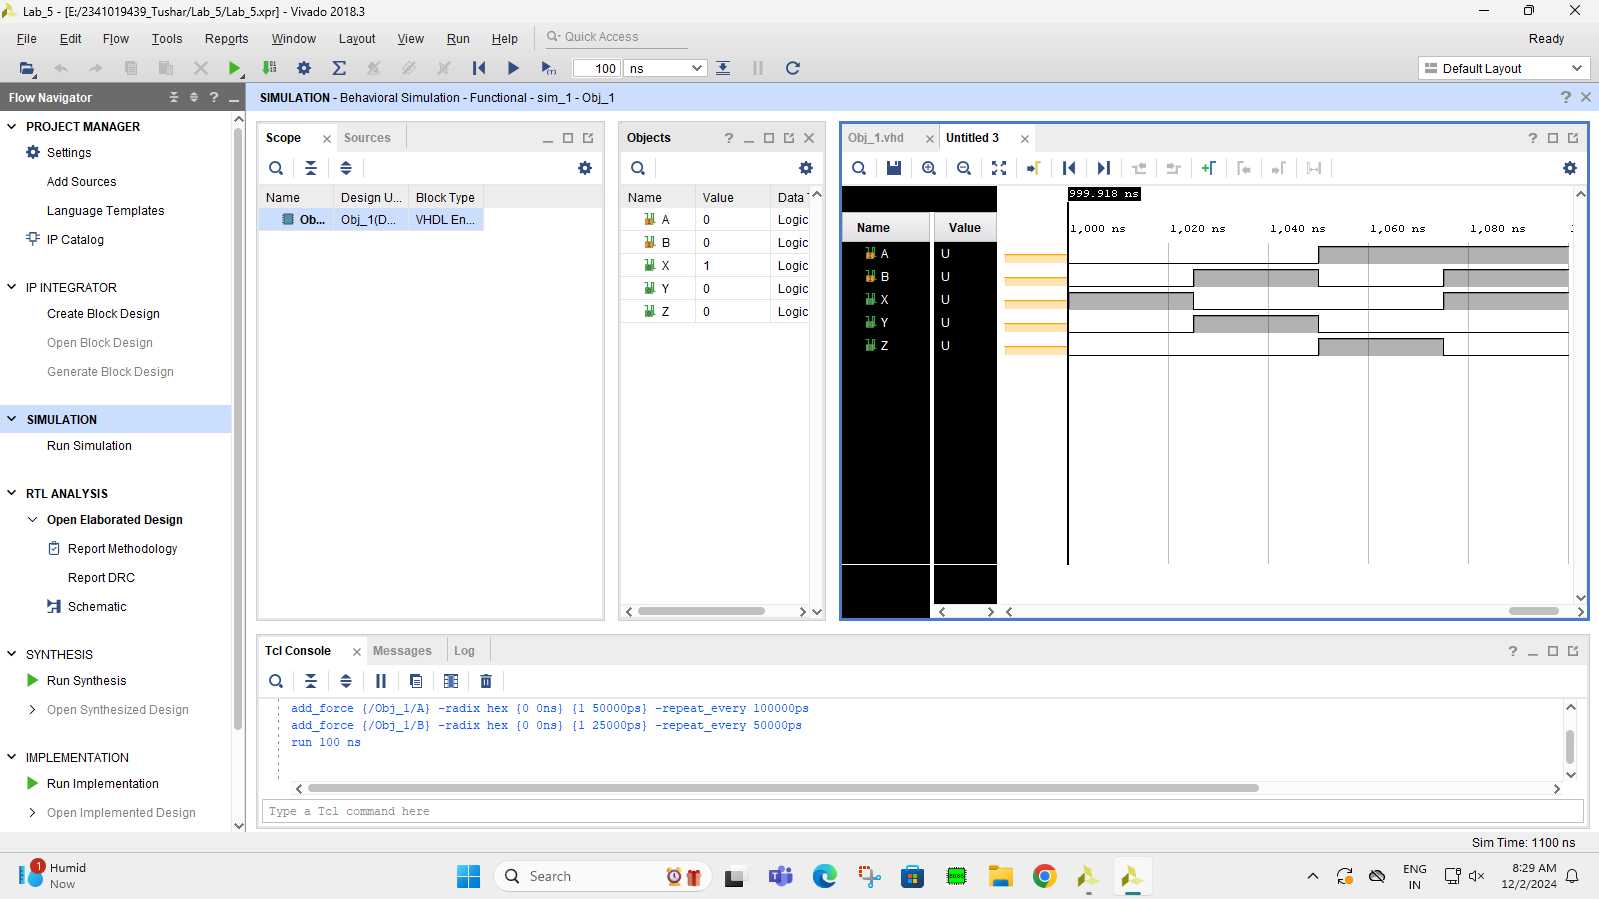 Lab_5 - [E:/2341019439_Tushar/Lab_5/Lab_5.xpr] - Vivado 2018.3
File Edit Flow Tools Reports Window Layout View Run Help Quick Access Ready
100 ns Default Layout
Flow Navigator
SIMULATION - Behavioral Simulation - Functional - sim_1 - Obj_1
PROJECT MANAGER
Settings
Add Sources
Language Templates
IP Catalog
IP INTEGRATOR
Create Block Design
Open Block Design
Generate Block Design
SIMULATION
Run Simulation
RTL ANALYSIS
Open Elaborated Design
Report Methodology
Report DRC
Schematic
SYNTHESIS
Run Synthesis
Open Synthesized Design
IMPLEMENTATION
Run Implementation
Open Implemented Design
Scope Sources
Name Design U... Block Type
Ob... Obj_1(D... VHDL En...
Objects
Name Value Data T
A 0 Logic
B 0 Logic
X 1 Logic
Y 0 Logic
Z 0 Logic
Obj_1.vhd Untitled 3
999.918 ns
Name Value 1,000 ns 1,020 ns 1,040 ns 1,060 ns 1,080 ns 1
A U
B U
X U
Y U
Z U
Tcl Console Messages Log
add_force {/Obj_1/A} -radix hex {0 0ns} {1 50000ps} -repeat_every 100000ps
add_force {/Obj_1/B} -radix hex {0 0ns} {1 25000ps} -repeat_every 50000ps
run 100 ns
Type a Tcl command here
Sim Time: 1100 ns
1 Humid
Now
Search
ENG
IN
8:29 AM
12/2/2024